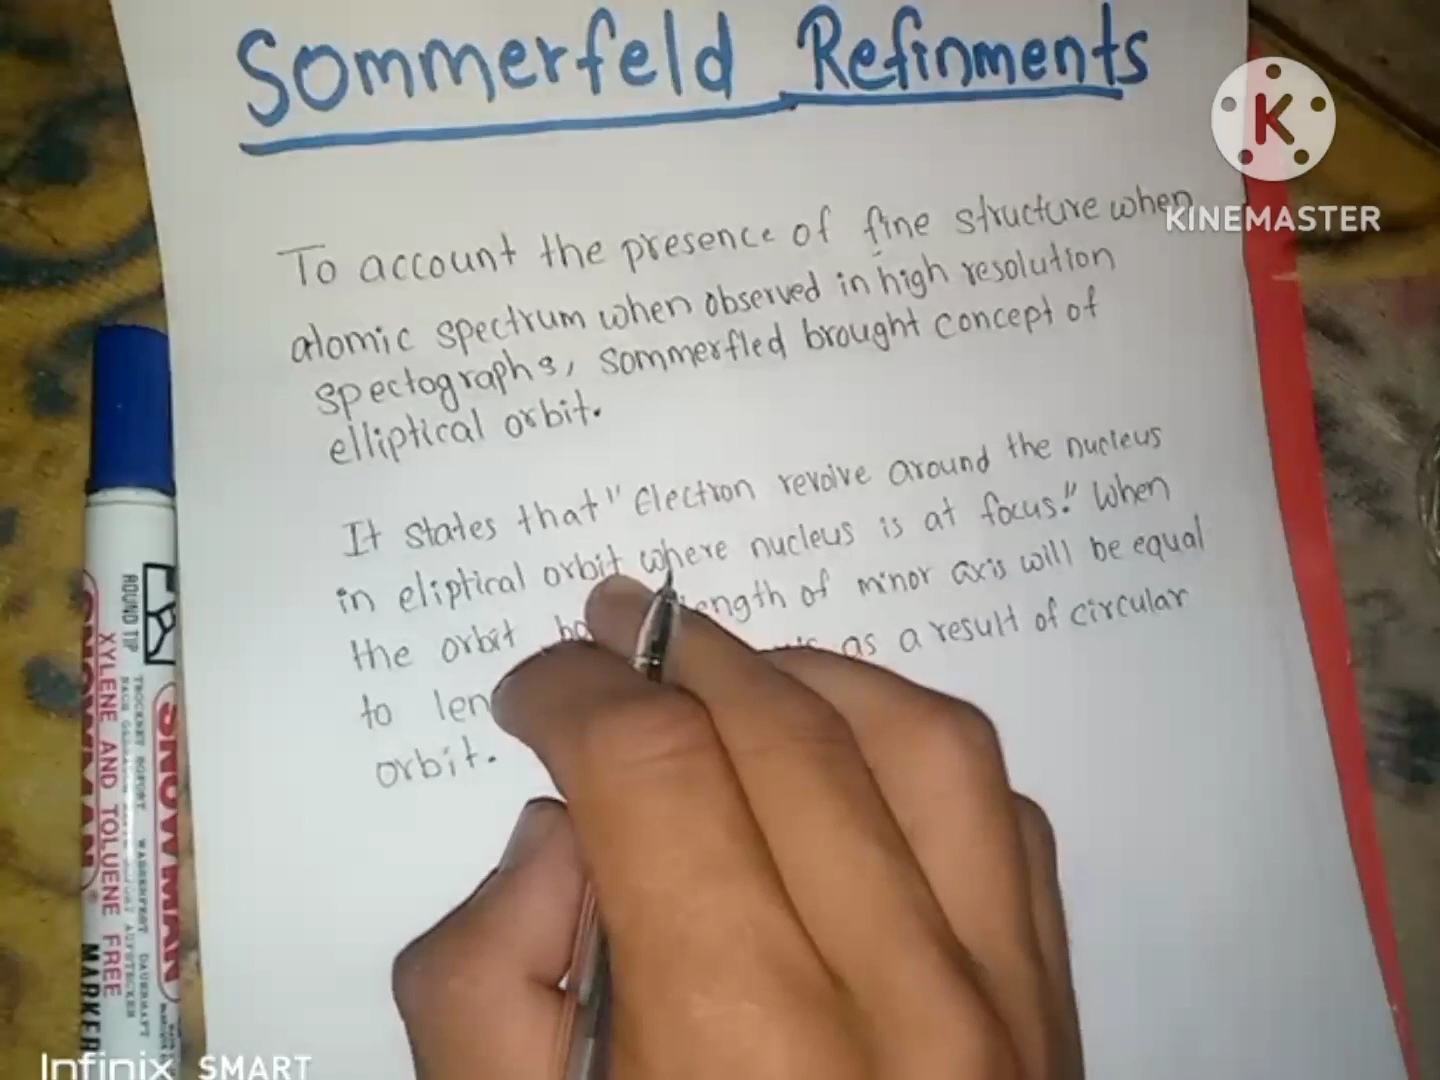 Sommerfeld Refinments
KINEMASTER
To account the presence of fine structure when
atomic spectrum when observed in high resolution
spectographs, sommerfled brought concept of
elliptical orbit.
It states that "Electron revolve around the nucleus
in eliptical orbit where nucleus is at focus." When
the orbit length of minor axis will be equal
to as a result of circular
orbit.
ROUND TIP
XYLENE AND TOLUENE FREE
SNOWMAN
SNOWMAN
MARKER
Infinix SMART